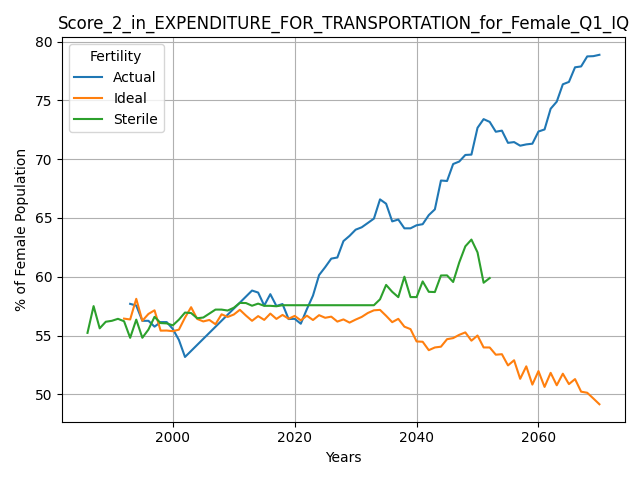 Score_2_in_EXPENDITURE_FOR_TRANSPORTATION_for_Female_Q1_IQ
Fertility
Actual
Ideal
Sterile
% of Female Population
80
75
70
65
60
55
50
2000
2020
2040
2060
Years